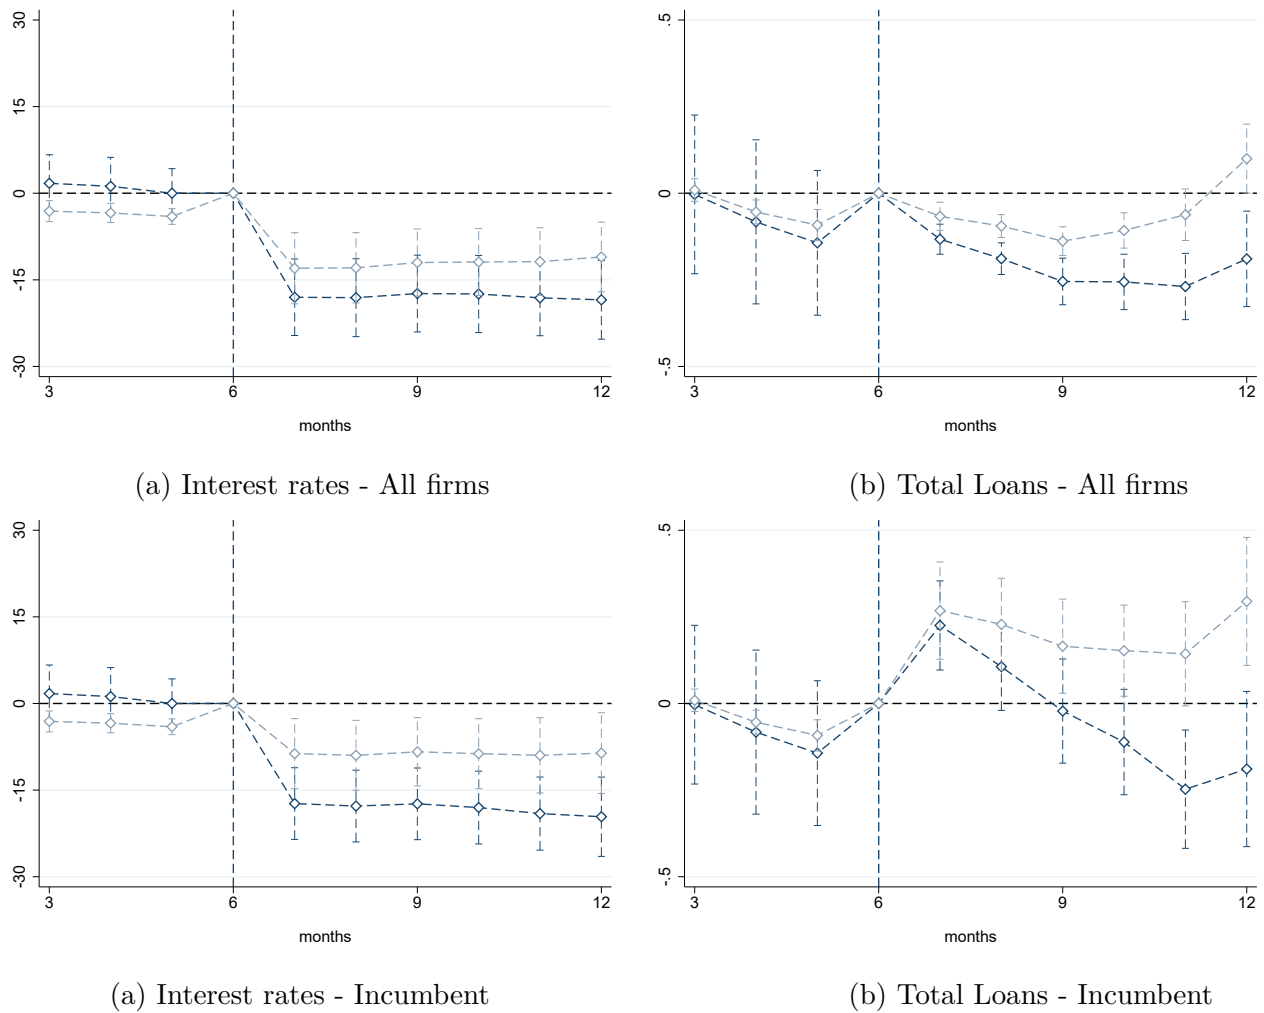 30
15
0
-15
-30
3 6 9 12
months
(a) Interest rates - All firms
.5
0
-.5
3 6 9 12
months
(b) Total Loans - All firms
30
15
0
-15
-30
3 6 9 12
months
(a) Interest rates - Incumbent
.5
0
-.5
3 6 9 12
months
(b) Total Loans - Incumbent